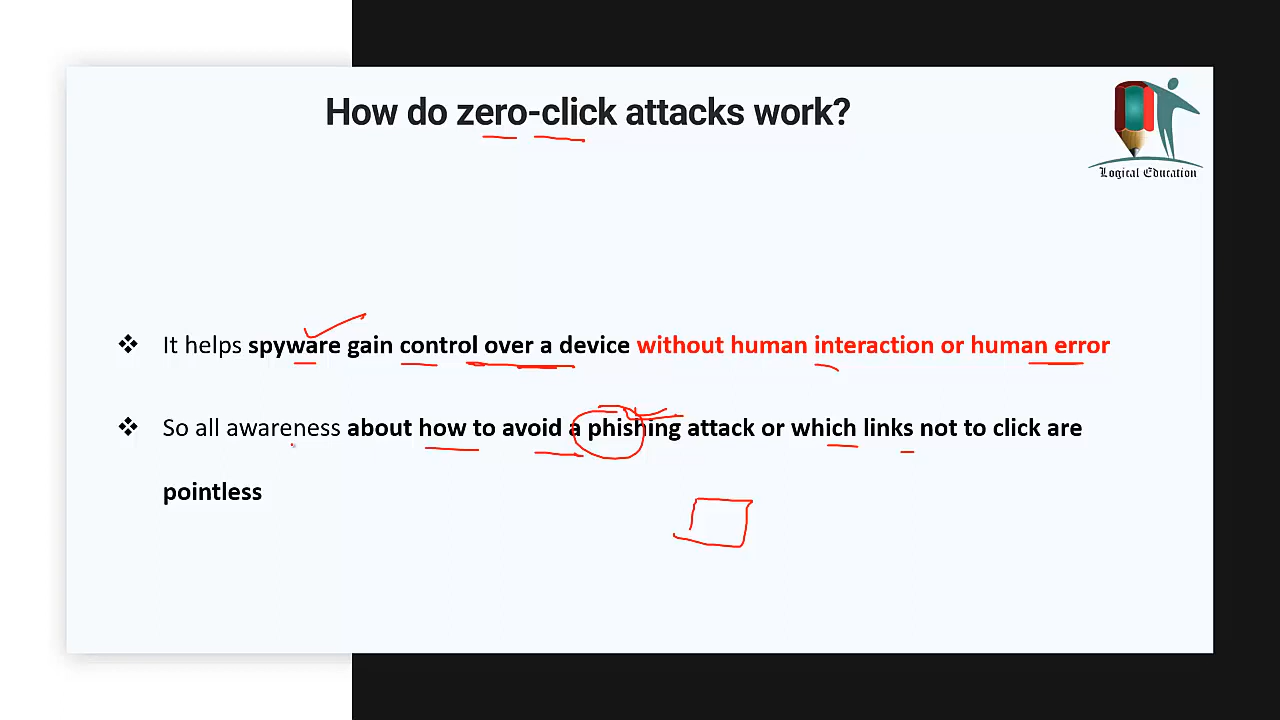 How do zero-click attacks work?
Logical Education
❖ It helps spyware gain control over a device without human interaction or human error
❖ So all awareness about how to avoid a phishing attack or which links not to click are
pointless